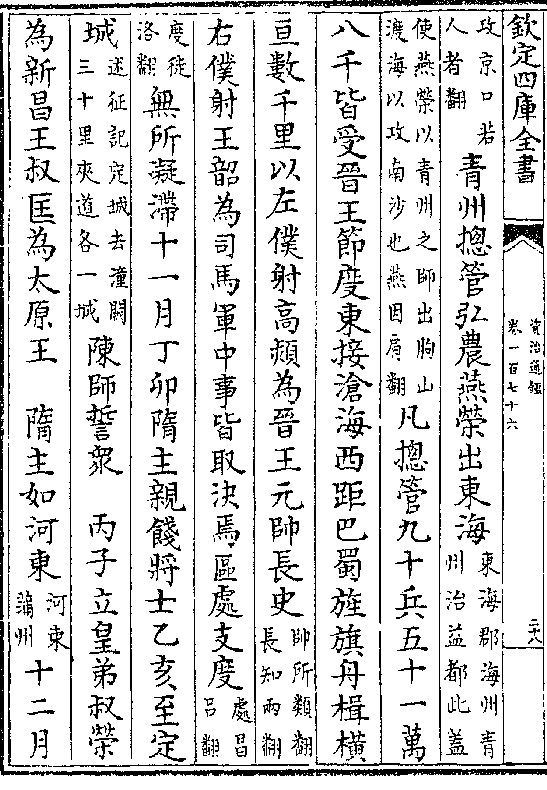 欽定四庫全書
資治通鑑
卷一百七十六
攻京口若人者翻青州摠管弘農燕榮出東海東海郡海州青州治益都此蓋
使燕榮以青州之師出朐山渡海以攻南沙也燕因肩翻凡摠管九十兵五十一萬
八千皆受晉王節度東接滄海西距巴蜀旌旗舟楫橫
亘數千里以左僕射高熲為晉王元帥長史帥所類翻長知兩翻
右僕射王韶為司馬軍中事皆取決焉區處支度處昌呂翻
度徒洛翻無所凝滯十一月丁卯隋主親餞將士乙亥至定
城述征記定城去潼關三十里夾道各一城陳師誓衆 丙子立皇弟叔榮
為新昌王叔匡為太原王 隋主如河東河東蒲州十二月